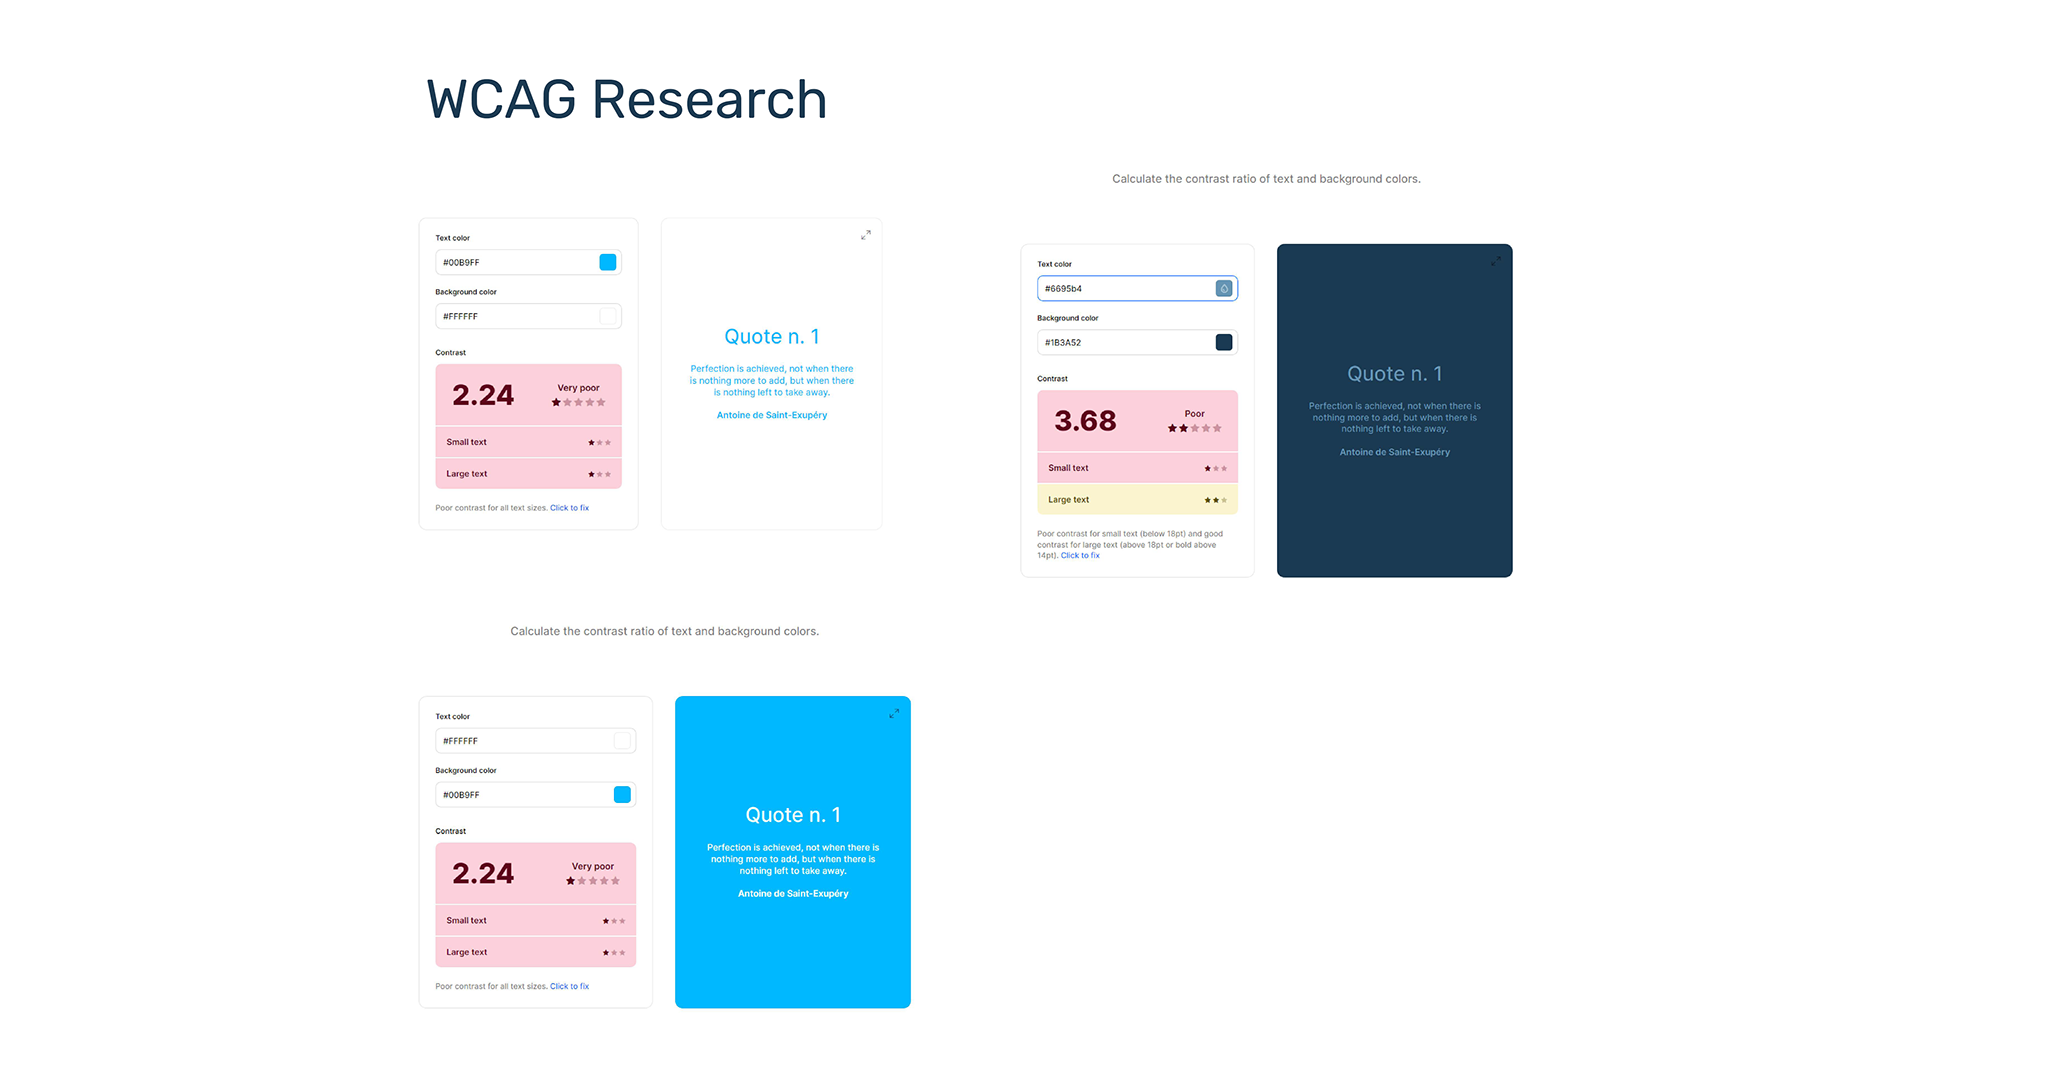 WCAG Research
Text color
#00B9FF
Background color
#FFFFFF
Contrast
2.24
Very poor
Small text
Large text
Poor contrast for all text sizes. Click to fix
Quote n. 1
Perfection is achieved, not when there
is nothing more to add, but when there
is nothing left to take away.
Antoine de Saint-Exupéry
Calculate the contrast ratio of text and background colors.
Text color
#6695b4
Background color
#1B3A52
Contrast
3.68
Poor
Small text
Large text
Poor contrast for small text (below 18pt) and good
contrast for large text (above 18pt or bold above
14pt). Click to fix
Quote n. 1
Perfection is achieved, not when there is
nothing more to add, but when there is
nothing left to take away.
Antoine de Saint-Exupéry
Calculate the contrast ratio of text and background colors.
Text color
#FFFFFF
Background color
#00B9FF
Contrast
2.24
Very poor
Small text
Large text
Poor contrast for all text sizes. Click to fix
Quote n. 1
Perfection is achieved, not when there is
nothing more to add, but when there is
nothing left to take away.
Antoine de Saint-Exupéry